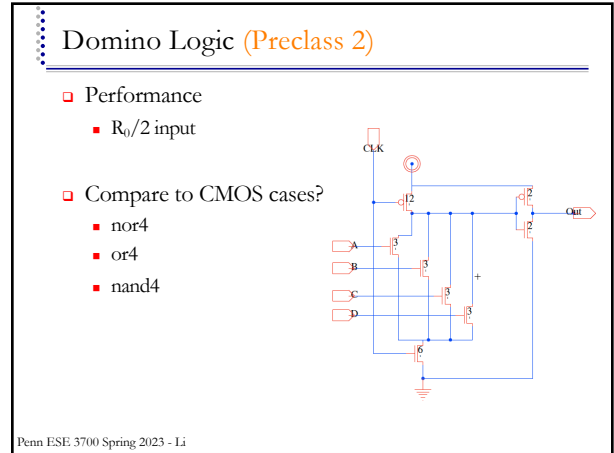 Domino Logic (Preclass 2)
Performance
R₀/2 input
Compare to CMOS cases?
nor4
or4
nand4
CLK
12
2
Out
2
A
3
B
3
C
3
D
3
6
Penn ESE 3700 Spring 2023 - Li